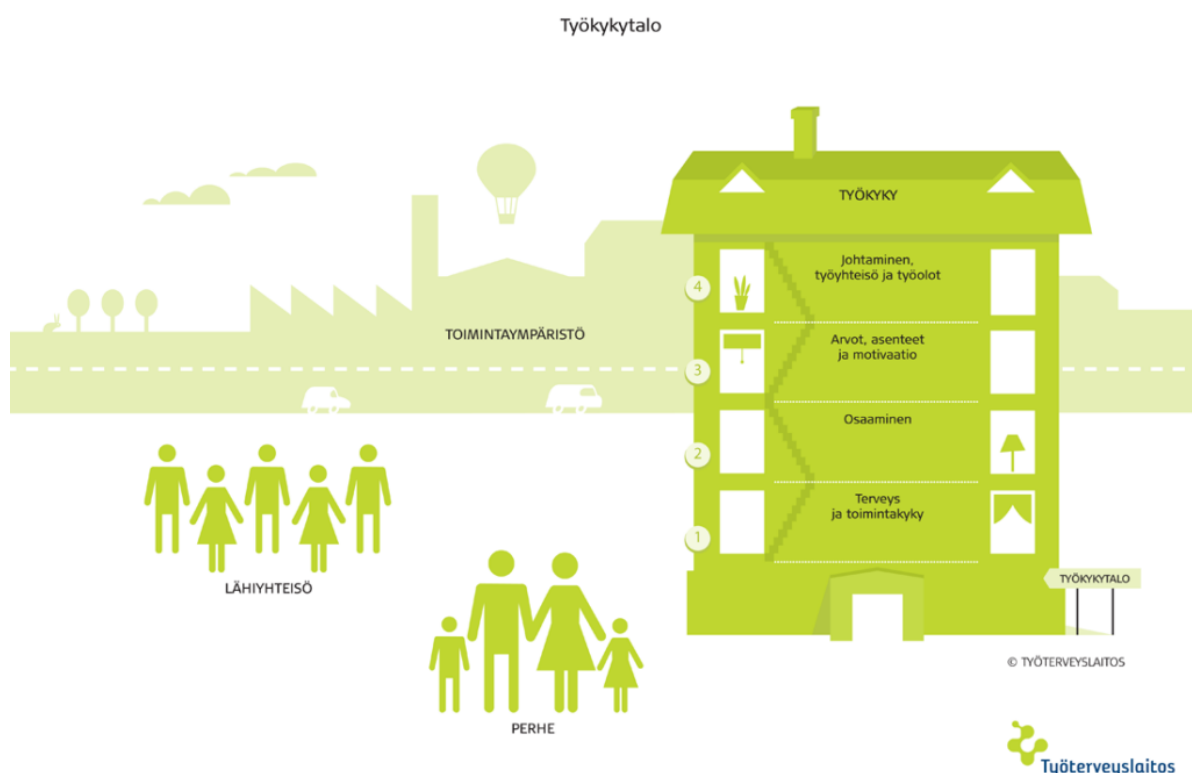 Työkykytalo
TYÖKYKY
Johtaminen,
työyhteisö ja työolot
4
TOIMINTAYMPÄRISTÖ
Arvot, asenteet
ja motivaatio
3
Osaaminen
2
Terveys
ja toimintakyky
1
LÄHIYHTEISÖ
TYÖKYKYTALO
© TYÖTERVEYSLAITOS
PERHE
Työterveyslaitos